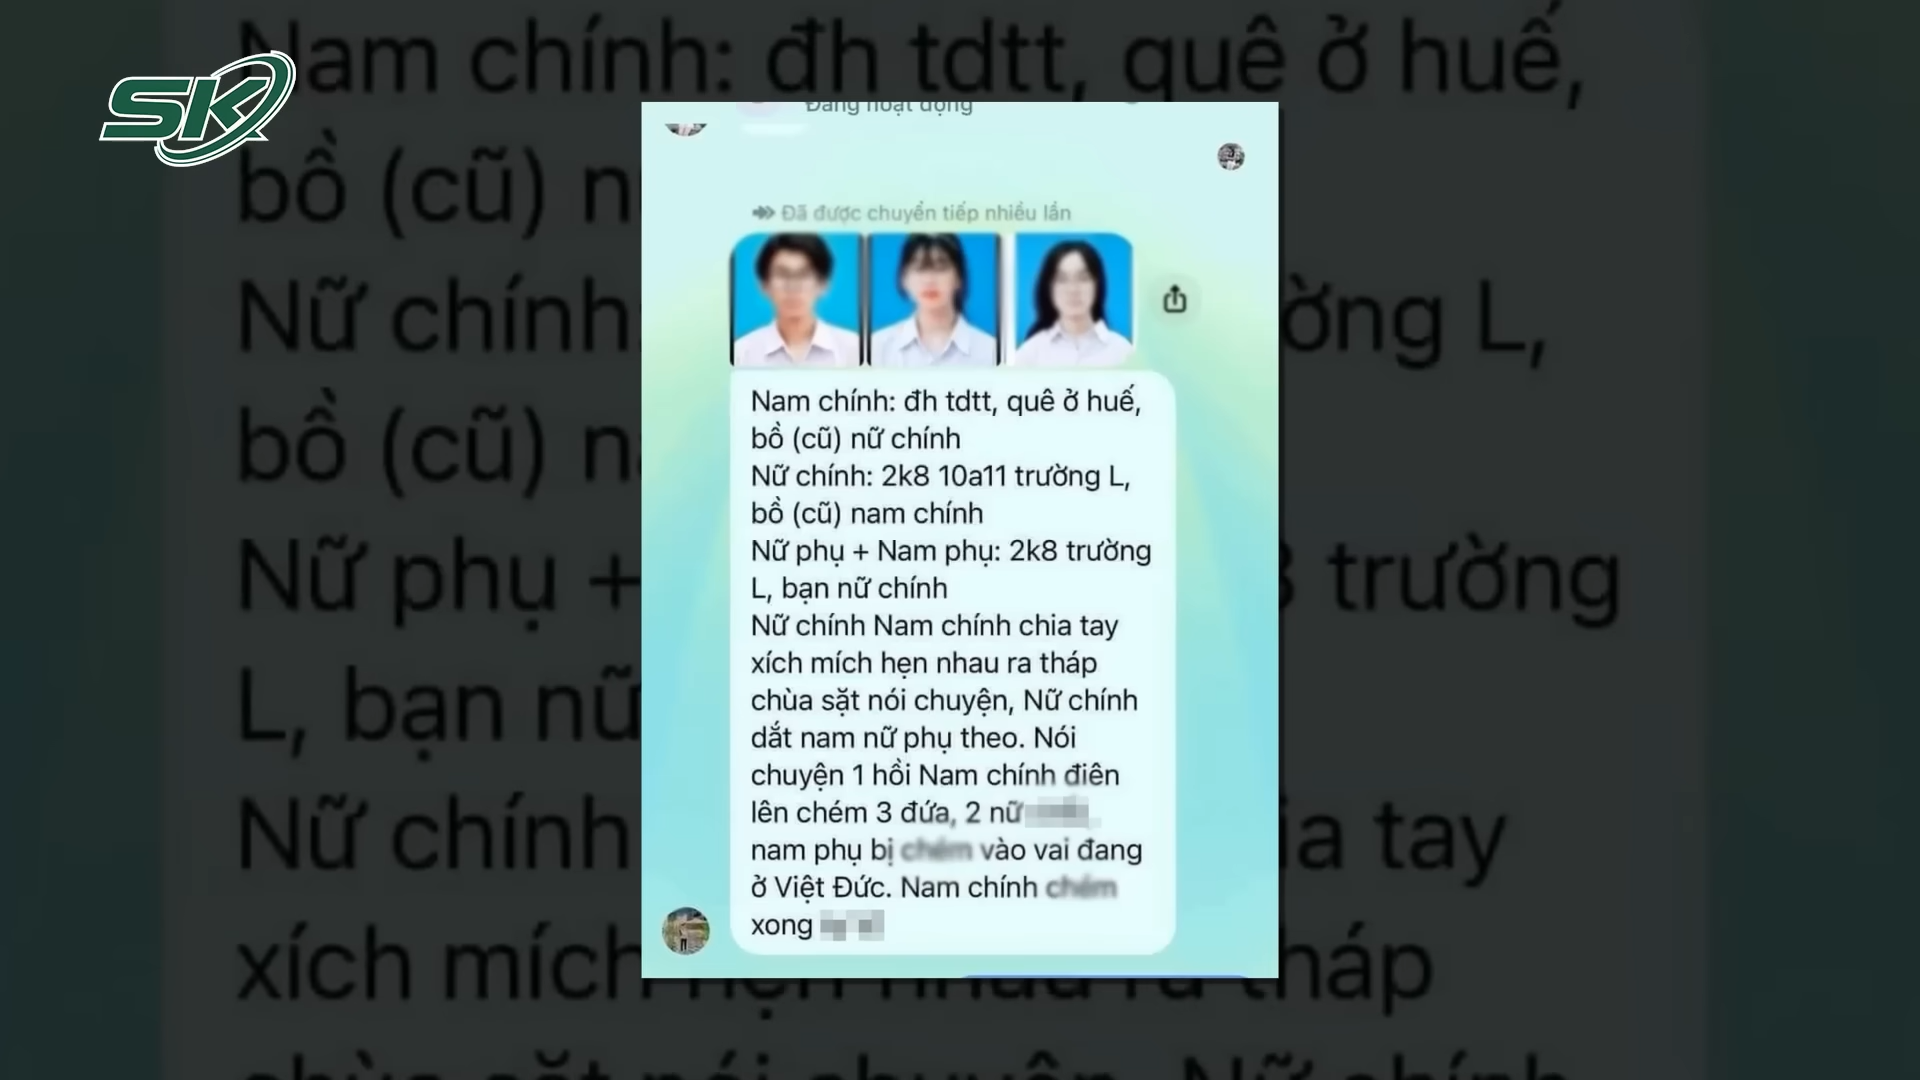 SK
Đang hoạt động
Đã được chuyển tiếp nhiều lần
Nam chính: đh tdtt, quê ở huế,
bồ (cũ) nữ chính
Nữ chính: 2k8 10a11 trường L,
bồ (cũ) nam chính
Nữ phụ + Nam phụ: 2k8 trường
L, bạn nữ chính
Nữ chính Nam chính chia tay
xích mích hẹn nhau ra tháp
chùa sặt nói chuyện, Nữ chính
dắt nam nữ phụ theo. Nói
chuyện 1 hồi Nam chính điên
lên chém 3 đứa, 2 nữ
nam phụ bị chém vào vai đang
ở Việt Đức. Nam chính chém
xong